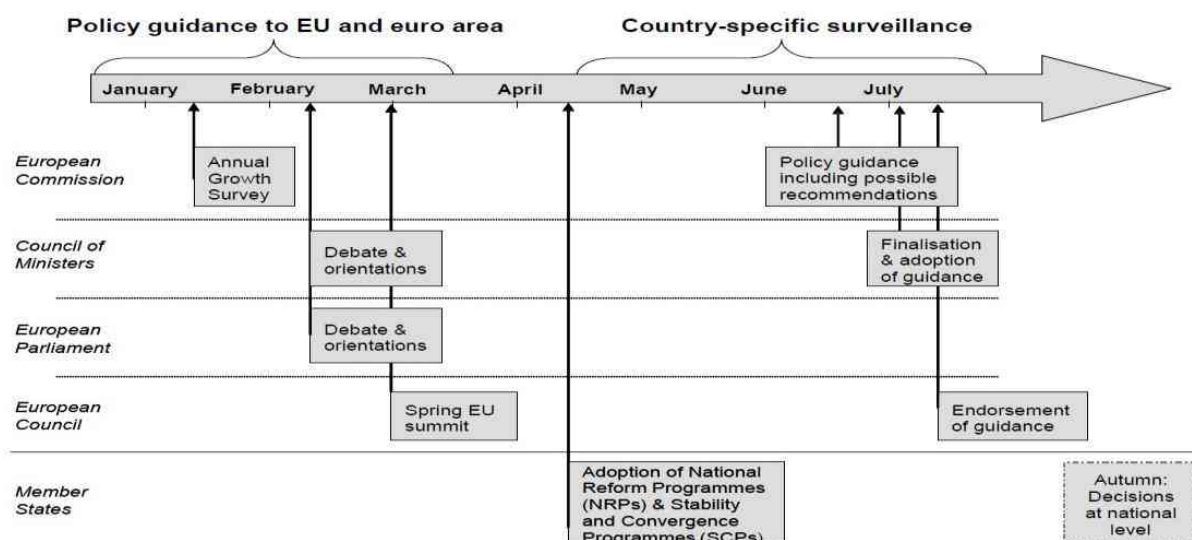 Policy guidance to EU and euro area
Country-specific surveillance
January
February
March
April
May
June
July
European
Commission
Annual
Growth
Survey
Policy guidance
including possible
recommendations
Council of
Ministers
Debate &
orientations
Finalisation
& adoption
of guidance
European
Parliament
Debate &
orientations
European
Council
Spring EU
summit
Endorsement
of guidance
Member
States
Adoption of National
Reform Programmes
(NRPs) & Stability
and Convergence
Programmes (SCPs)
Autumn:
Decisions
at national
level